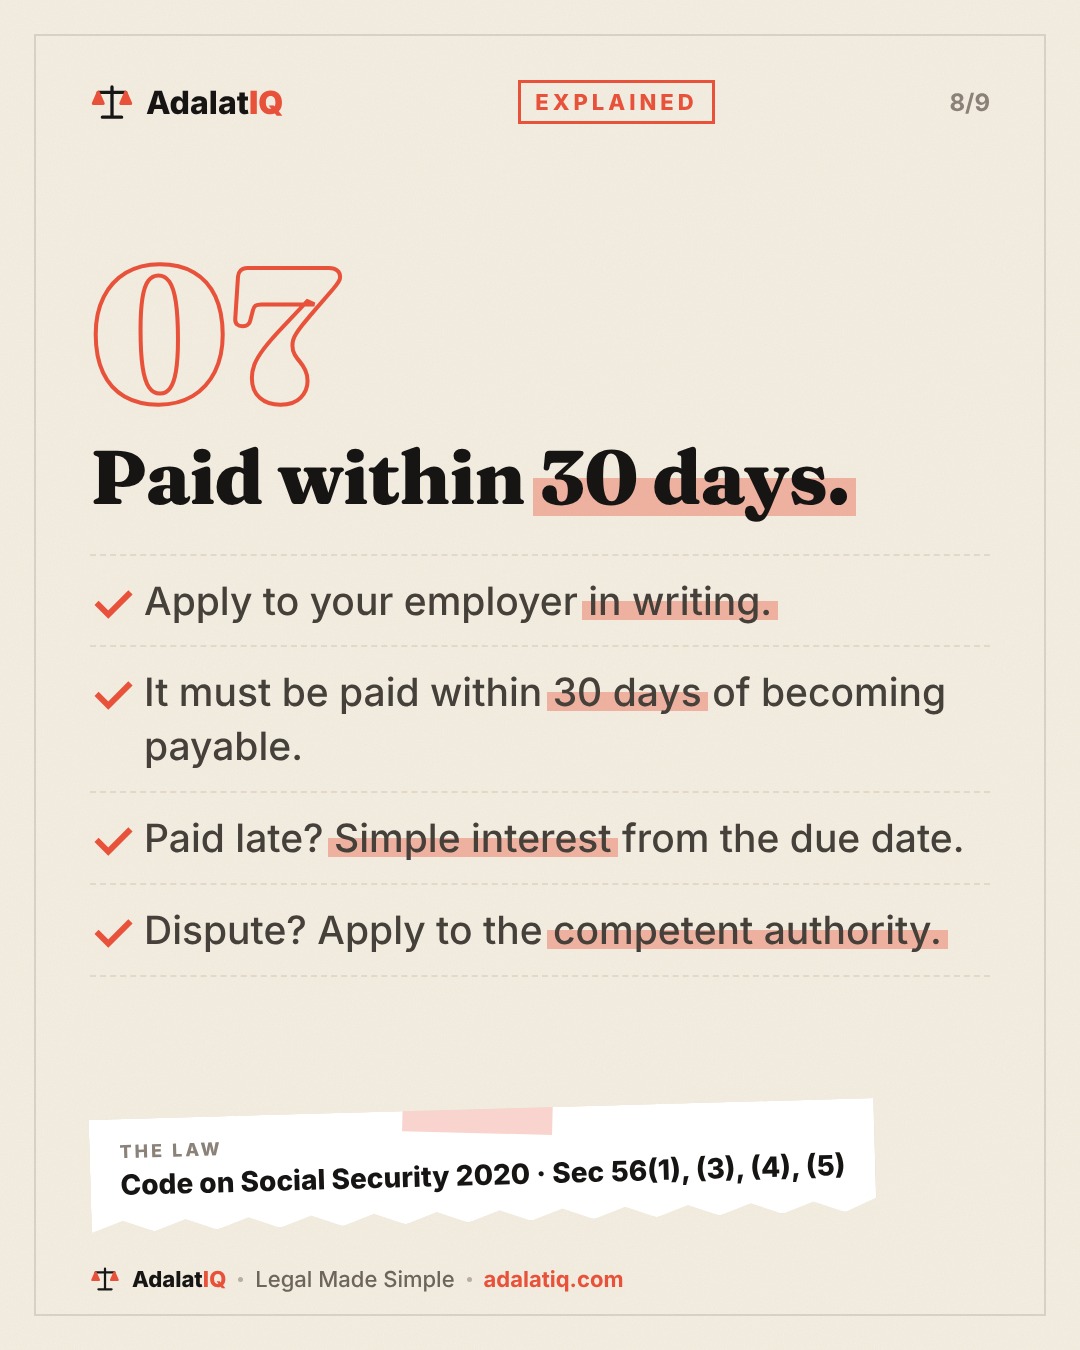 AdalatIQ
EXPLAINED
8/9
07
Paid within 30 days.
Apply to your employer in writing.
It must be paid within 30 days of becoming
payable.
Paid late? Simple interest from the due date.
Dispute? Apply to the competent authority.
THE LAW
Code on Social Security 2020 · Sec 56(1), (3), (4), (5)
AdalatIQ • Legal Made Simple • adalatiq.com